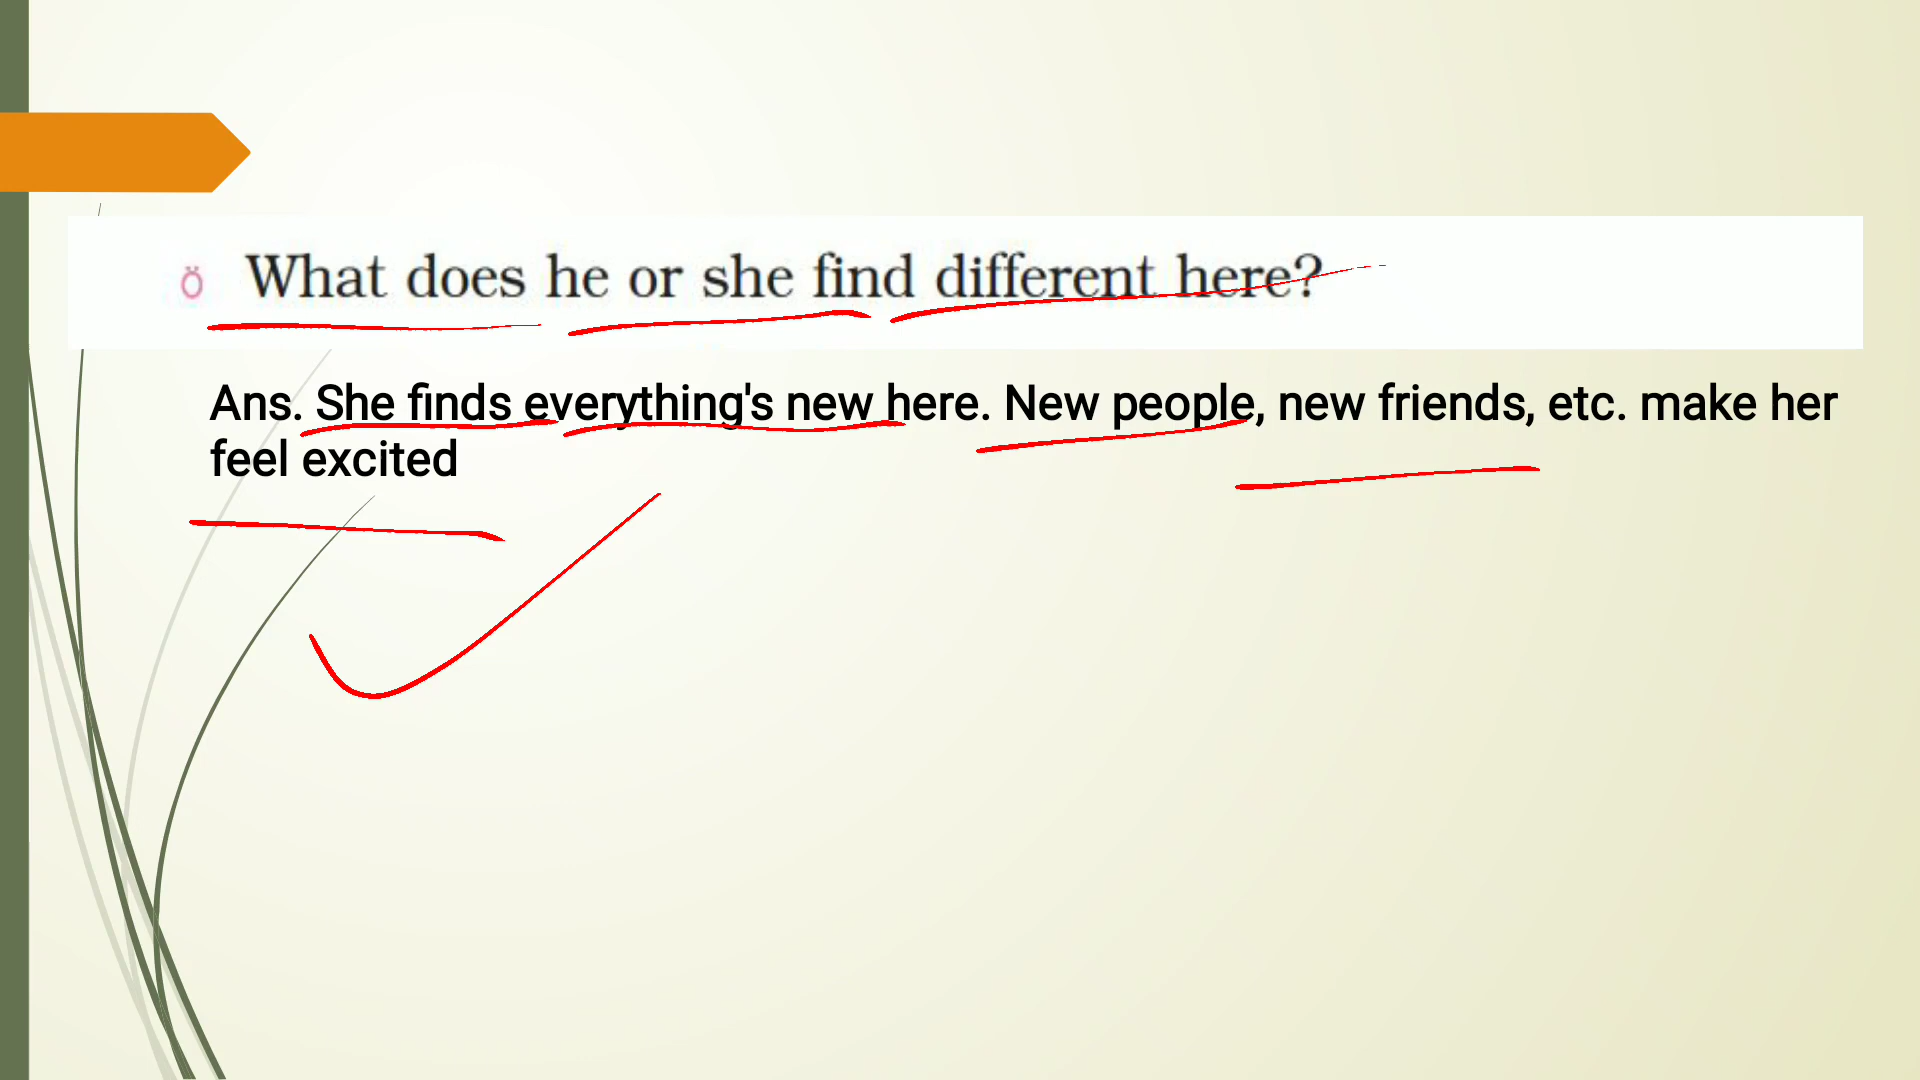 What does he or she find different here?
Ans. She finds everything's new here. New people, new friends, etc. make her
feel excited